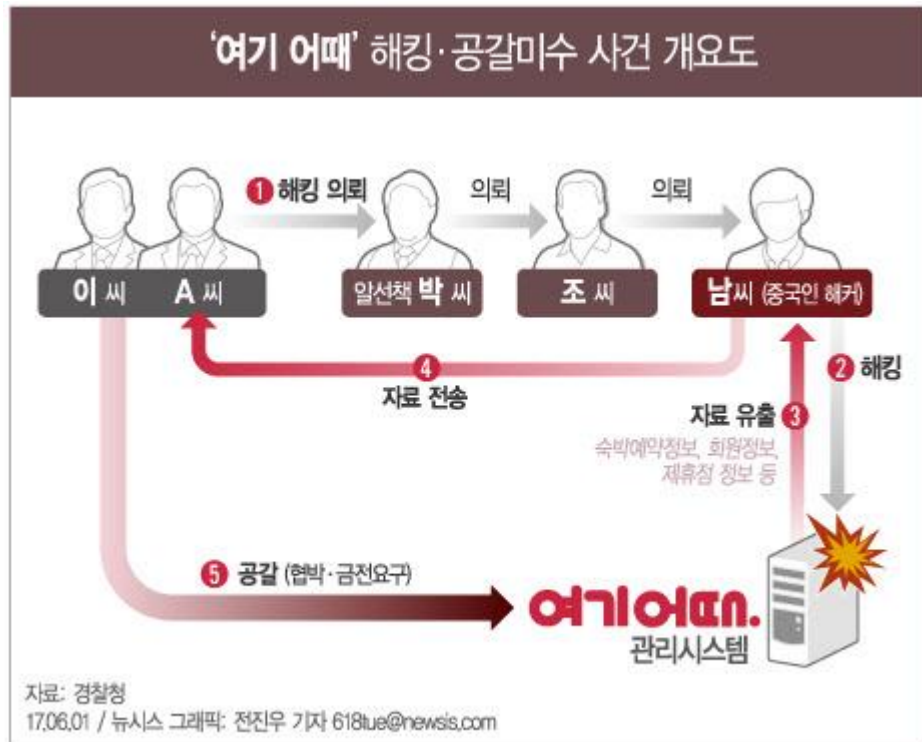 ‘여기 어때’ 해킹·공갈미수 사건 개요도
1 해킹 의뢰
의뢰
의뢰
이 씨
A 씨
알선책 박 씨
조 씨
남씨 (중국인 해커)
2 해킹
4
자료 전송
자료 유출 3
숙박예약정보, 회원정보,
제휴점 정보 등
5 공갈 (협박·금전요구)
여기어때.
관리시스템
자료: 경찰청
17.06.01 / 뉴시스 그래픽: 전진우 기자 618tue@newsis.com